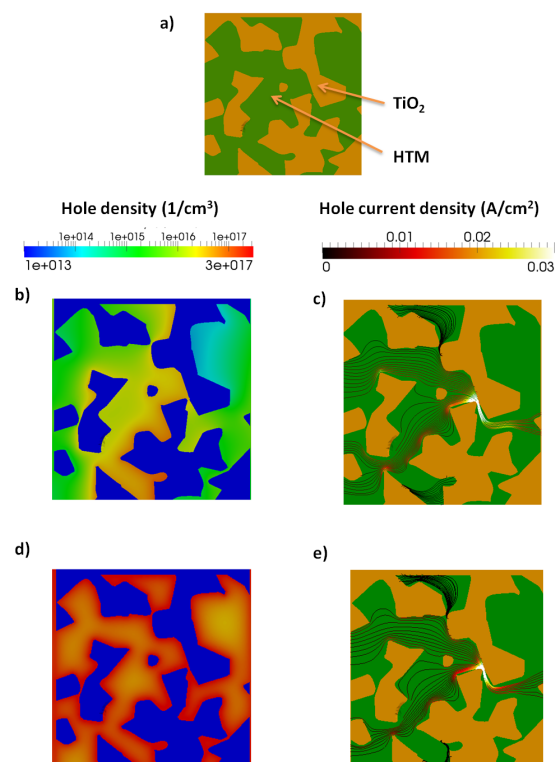 a)
TiO₂
HTM
Hole density (1/cm³)
1e+014 1e+015 1e+016 1e+017
1e+013 3e+017
Hole current density (A/cm²)
0.01 0.02
0 0.03
b)
c)
d)
e)